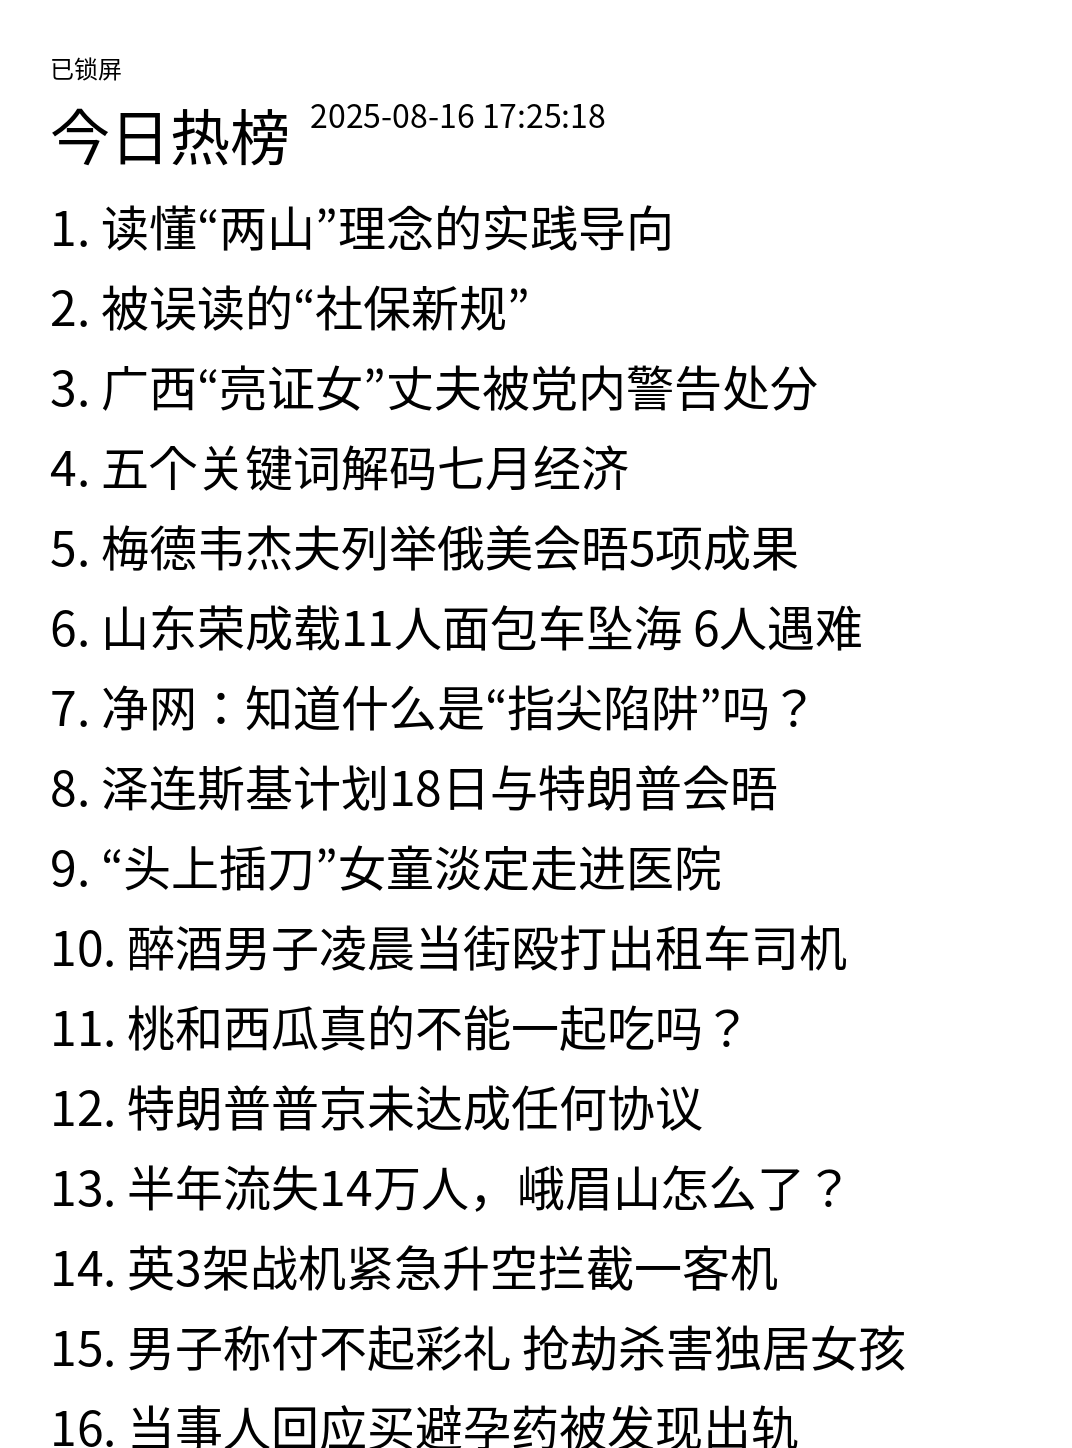 已锁屏
今日热榜 2025-08-16 17:25:18
1. 读懂“两山”理念的实践导向
2. 被误读的“社保新规”
3. 广西“亮证女”丈夫被党内警告处分
4. 五个关键词解码七月经济
5. 梅德韦杰夫列举俄美会晤5项成果
6. 山东荣成载11人面包车坠海 6人遇难
7. 净网：知道什么是“指尖陷阱”吗？
8. 泽连斯基计划18日与特朗普会晤
9. “头上插刀”女童淡定走进医院
10. 醉酒男子凌晨当街殴打出租车司机
11. 桃和西瓜真的不能一起吃吗？
12. 特朗普普京未达成任何协议
13. 半年流失14万人，峨眉山怎么了？
14. 英3架战机紧急升空拦截一客机
15. 男子称付不起彩礼 抢劫杀害独居女孩
16. 当事人回应买避孕药被发现出轨